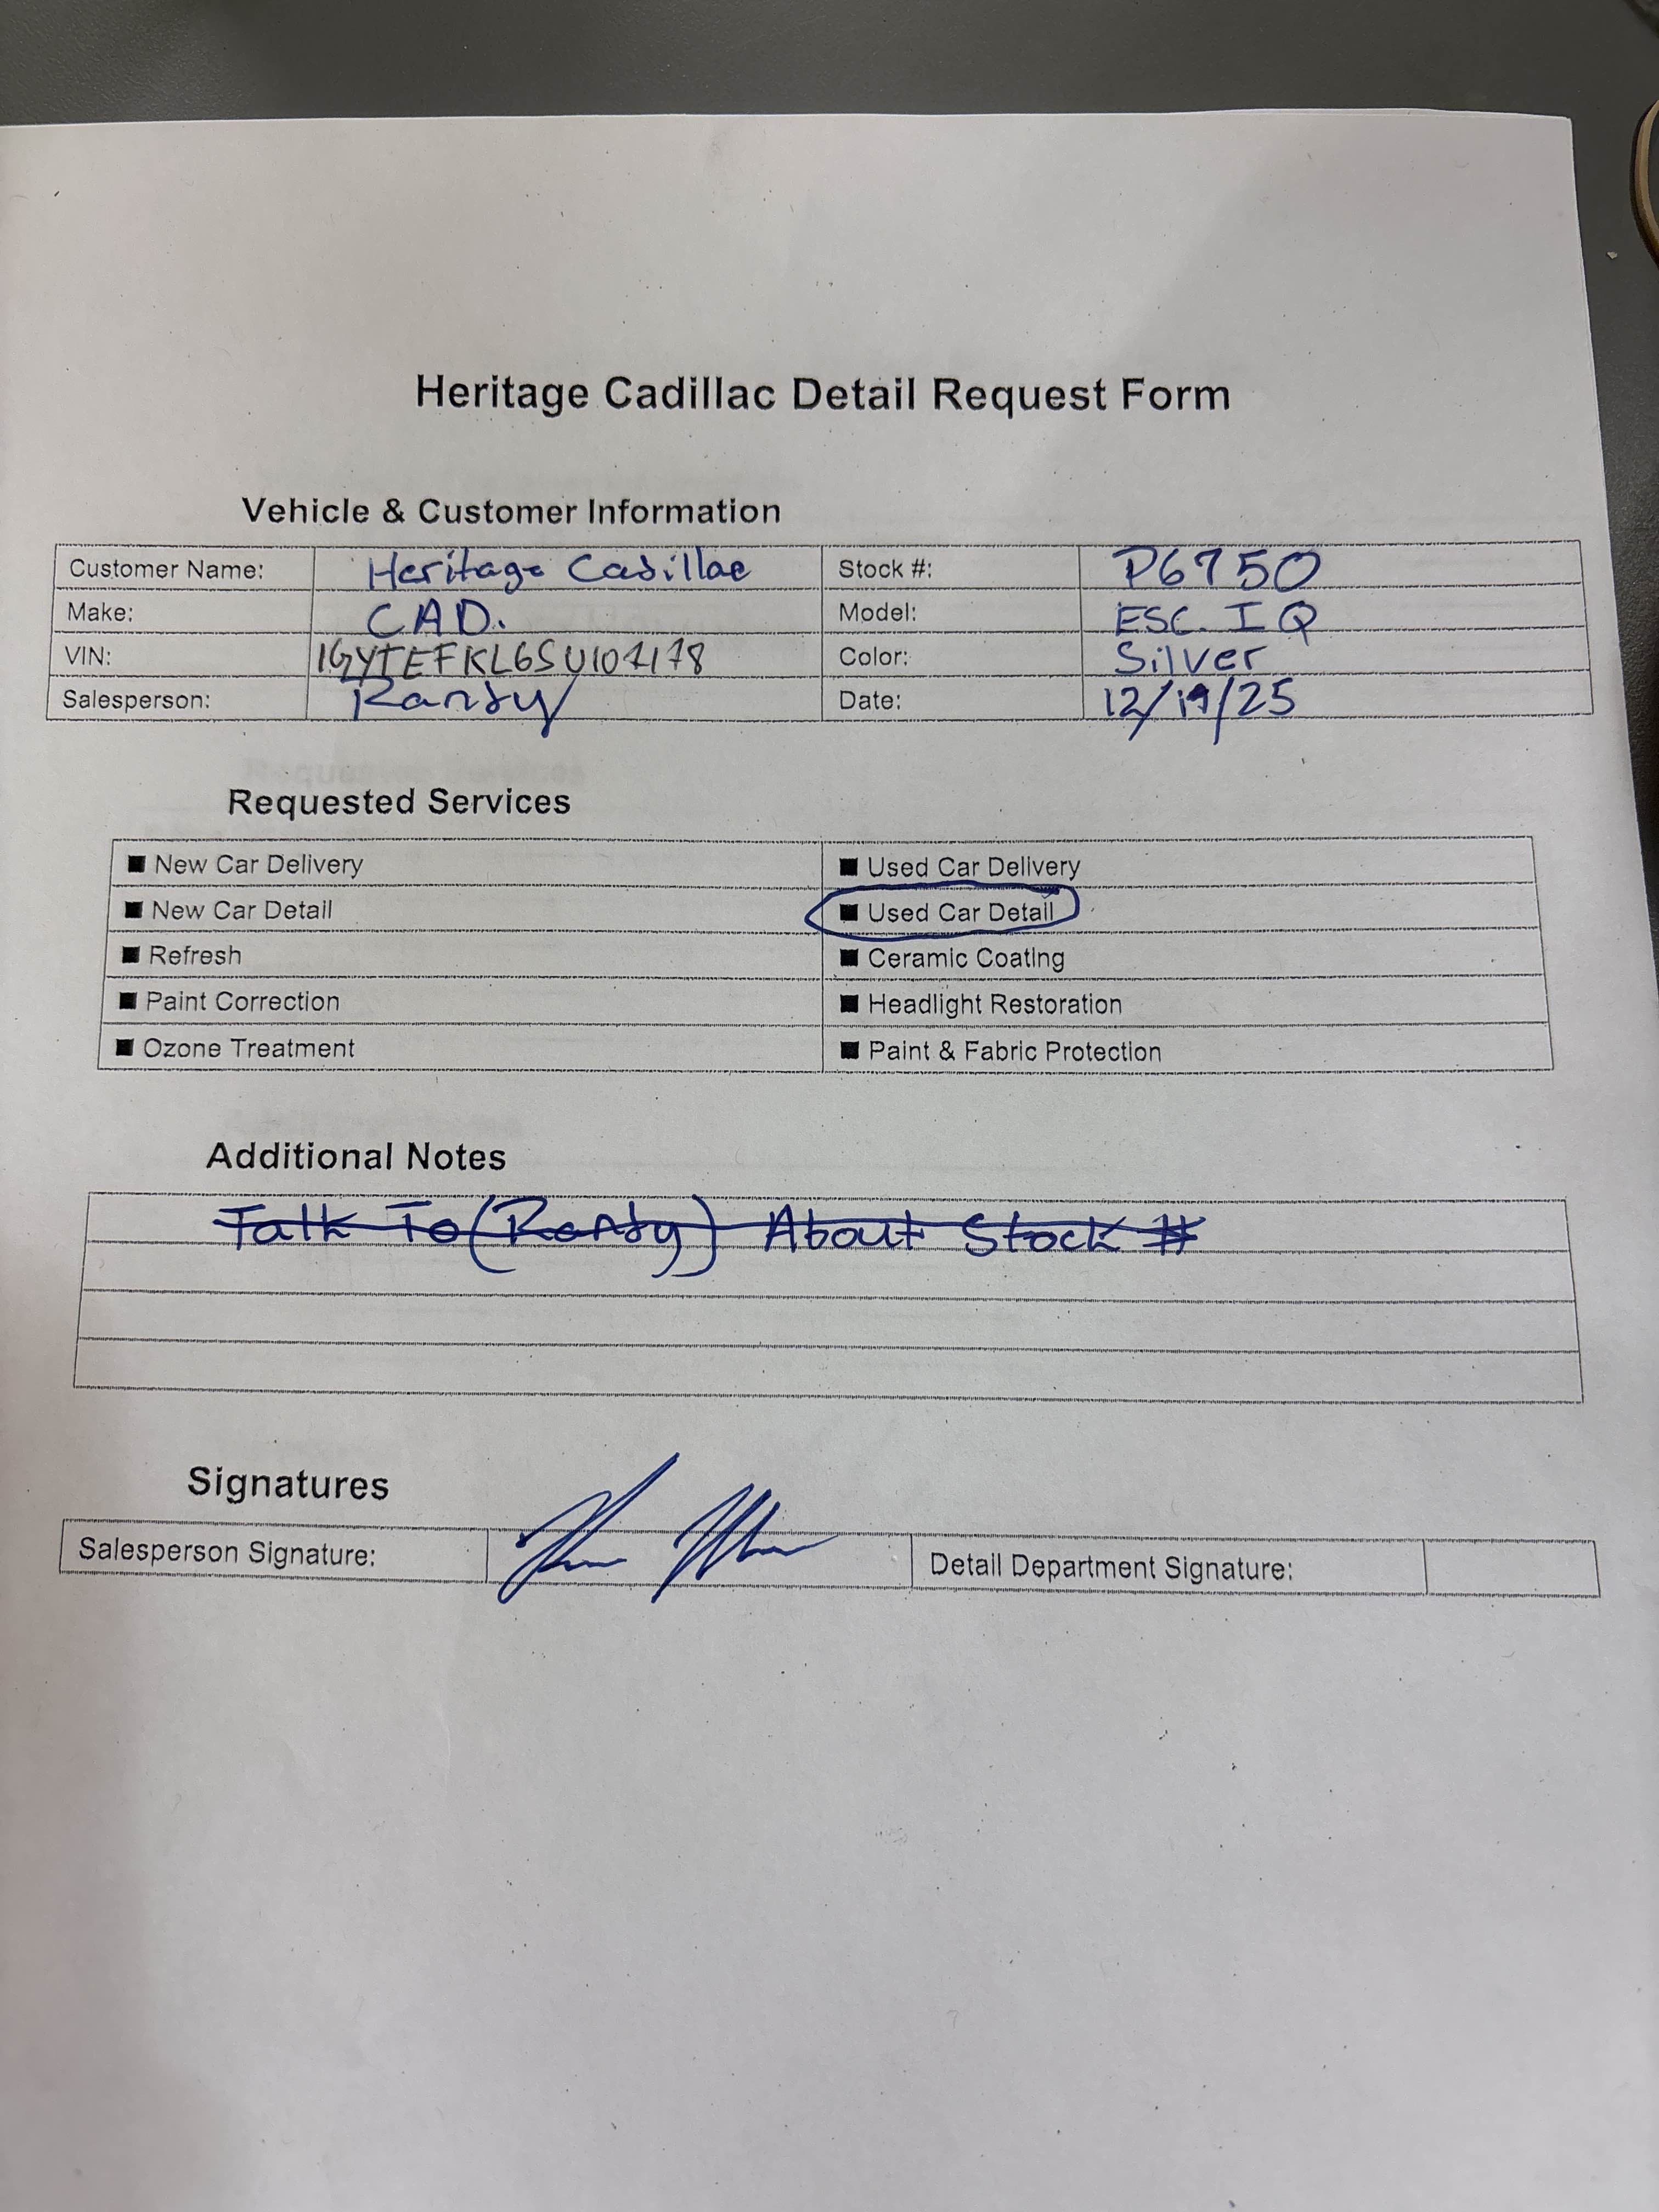 Heritage Cadillac Detail Request Form
Vehicle & Customer Information
Customer Name: Heritage Cadillac Stock #: P6750
Make: CAD. Model: ESC. IQ
VIN: 1GYTEFKL6SU107178 Color: Silver
Salesperson: Randy Date: 12/19/25
Requested Services
■ New Car Delivery ■ Used Car Delivery
■ New Car Detail ■ Used Car Detail
■ Refresh ■ Ceramic Coating
■ Paint Correction ■ Headlight Restoration
■ Ozone Treatment ■ Paint & Fabric Protection
Additional Notes
Talk To (Randy) About Stock #
Signatures
Salesperson Signature: Detail Department Signature: